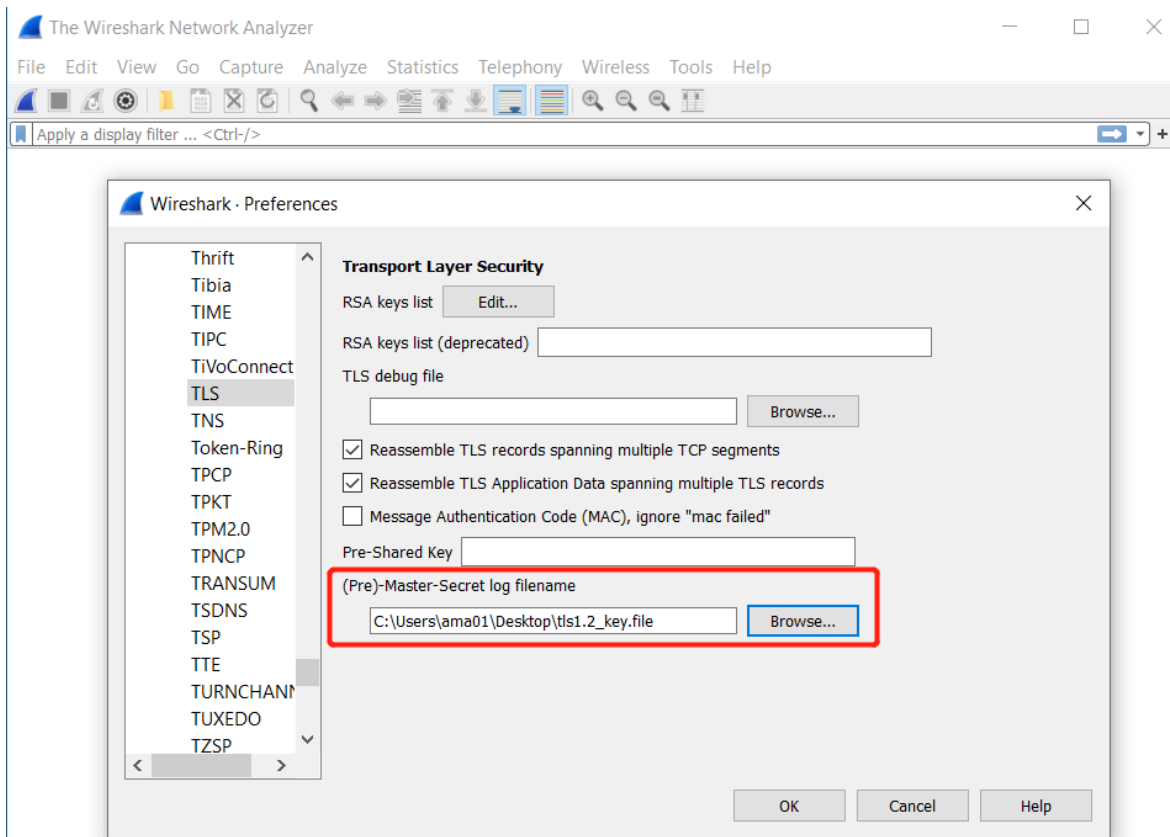 The Wireshark Network Analyzer
File Edit View Go Capture Analyze Statistics Telephony Wireless Tools Help
Apply a display filter ... <Ctrl-/>
Wireshark · Preferences
Thrift
Tibia
TIME
TIPC
TiVoConnect
TLS
TNS
Token-Ring
TPCP
TPKT
TPM2.0
TPNCP
TRANSUM
TSDNS
TSP
TTE
TURNCHANN
TUXEDO
TZSP
Transport Layer Security
RSA keys list Edit...
RSA keys list (deprecated)
TLS debug file
Browse...
Reassemble TLS records spanning multiple TCP segments
Reassemble TLS Application Data spanning multiple TLS records
Message Authentication Code (MAC), ignore "mac failed"
Pre-Shared Key
(Pre)-Master-Secret log filename
C:\Users\ama01\Desktop\tls1.2_key.file Browse...
OK Cancel Help